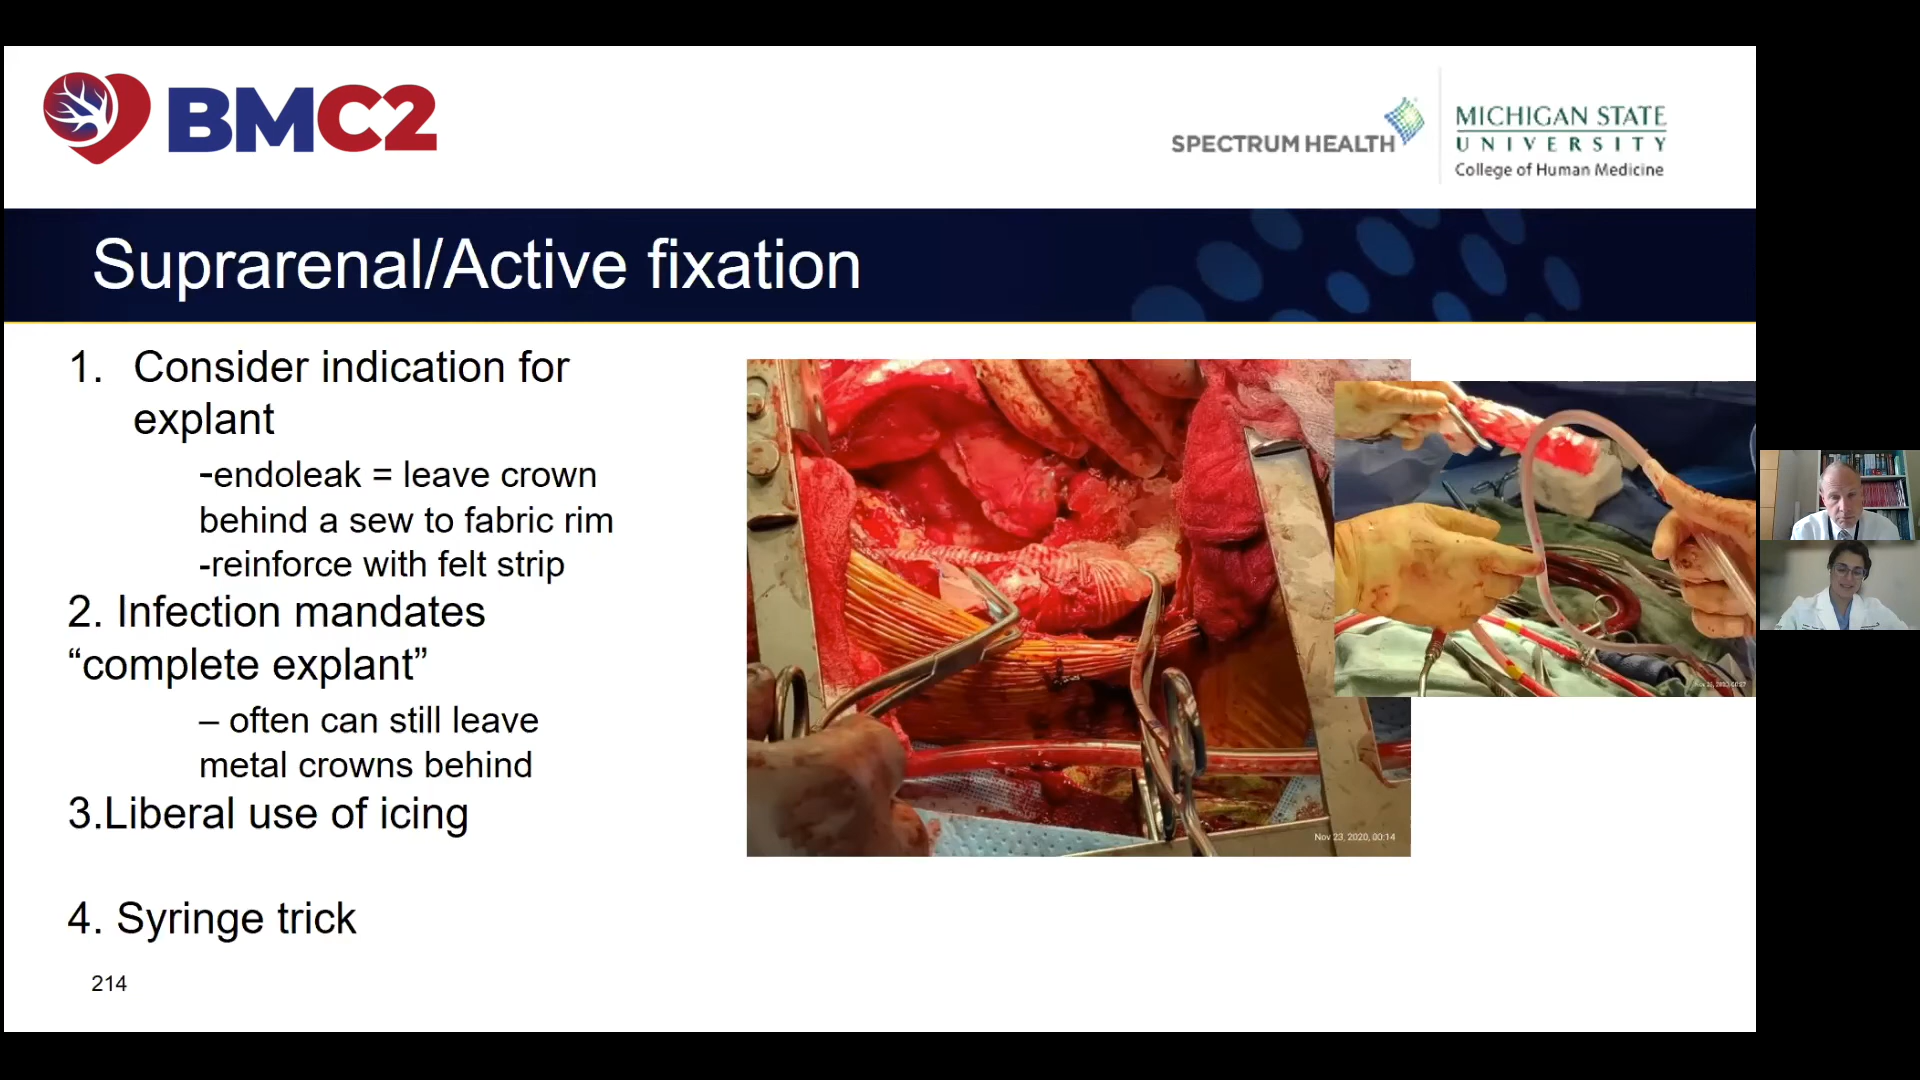 BMC2
SPECTRUM HEALTH
MICHIGAN STATE
UNIVERSITY
College of Human Medicine
Suprarenal/Active fixation
1. Consider indication for
explant
-endoleak = leave crown
behind a sew to fabric rim
-reinforce with felt strip
2. Infection mandates
“complete explant”
– often can still leave
metal crowns behind
3.Liberal use of icing
4. Syringe trick
214
Nov 23, 2020, 00:14